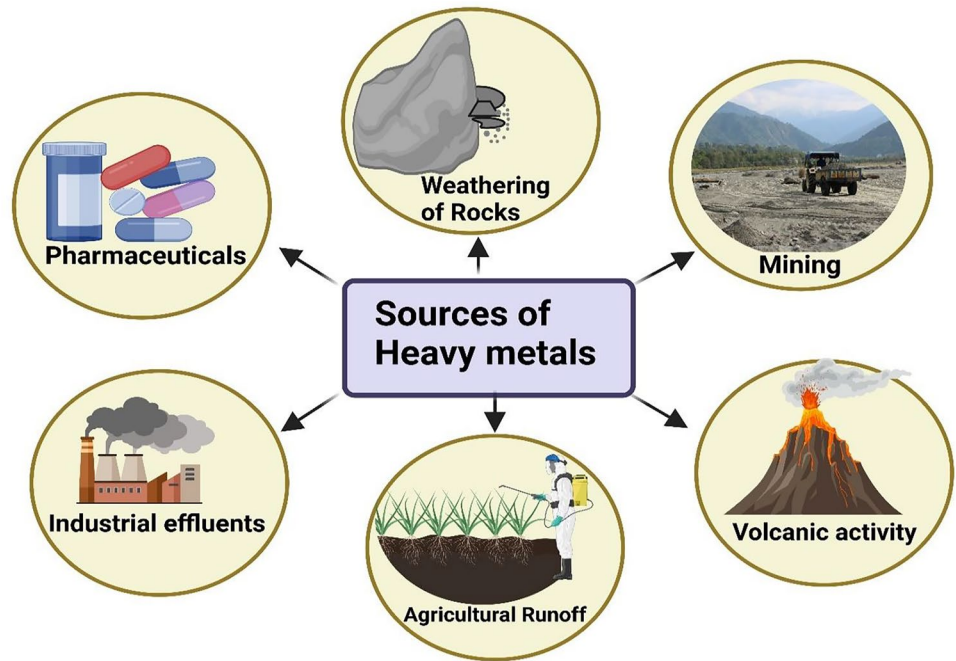 Weathering
of Rocks
Pharmaceuticals
Mining
Sources of
Heavy metals
Industrial effluents
Volcanic activity
Agricultural Runoff